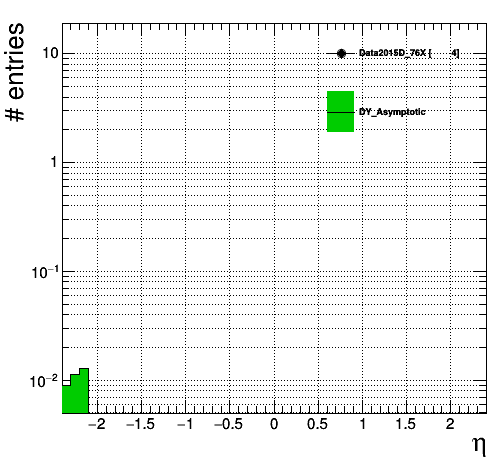 # entries
10
1
10⁻¹
10⁻²
Data2015D_76X [ 4]
DY_Asymptotic
−2 −1.5 −1 −0.5 0 0.5 1 1.5 2
η